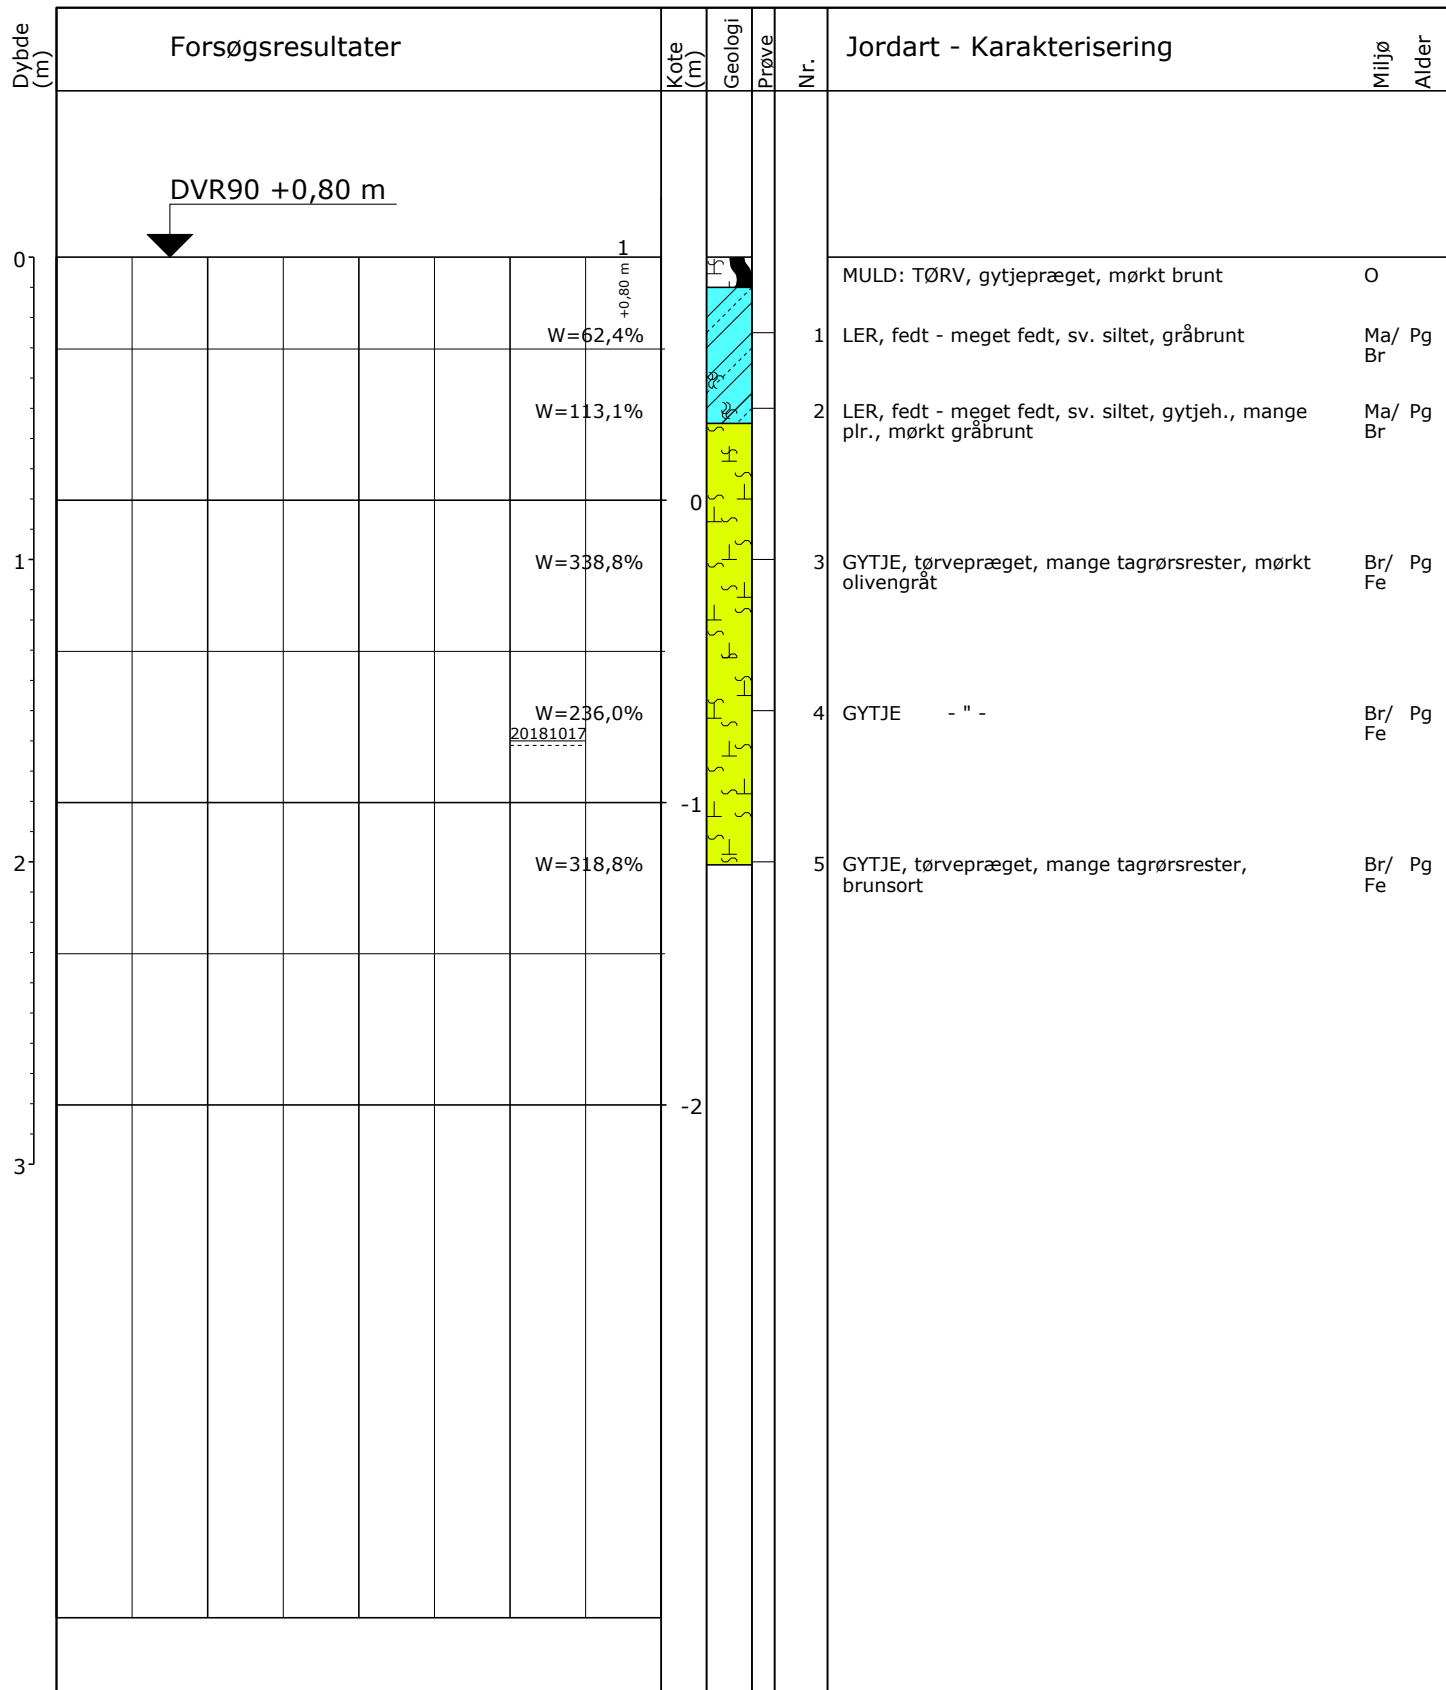 Dybde
(m)
Forsøgsresultater
Kote
(m)
Geologi
Prøve
Nr.
Jordart - Karakterisering
Miljø
Alder
DVR90 +0,80 m
1
+0,80 m
0
MULD: TØRV, gytjepræget, mørkt brunt O
W=62,4% 1 LER, fedt - meget fedt, sv. siltet, gråbrunt Ma/ Pg
Br
W=113,1% 2 LER, fedt - meget fedt, sv. siltet, gytjeh., mange Ma/ Pg
plr., mørkt gråbrunt Br
0
1 W=338,8% 3 GYTJE, tørvepræget, mange tagrørsrester, mørkt Br/ Pg
olivengråt Fe
W=236,0% 4 GYTJE - " - Br/ Pg
Fe
20181017
-1
2 W=318,8% 5 GYTJE, tørvepræget, mange tagrørsrester, Br/ Pg
brunsort Fe
-2
3